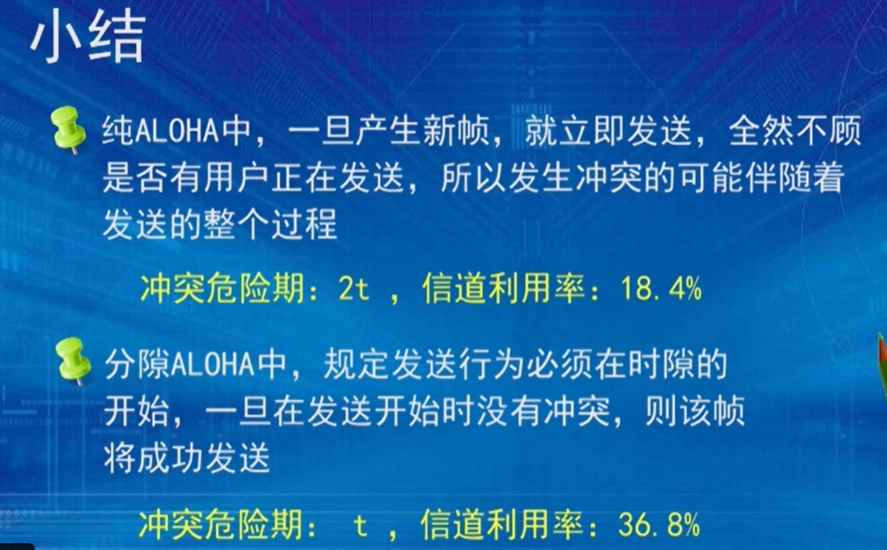 小结
纯ALOHA中，一旦产生新帧，就立即发送，全然不顾
是否有用户正在发送，所以发生冲突的可能伴随着
发送的整个过程
冲突危险期：2t ，信道利用率：18.4%
分隙ALOHA中，规定发送行为必须在时隙的
开始，一旦在发送开始时没有冲突，则该帧
将成功发送
冲突危险期： t ，信道利用率：36.8%